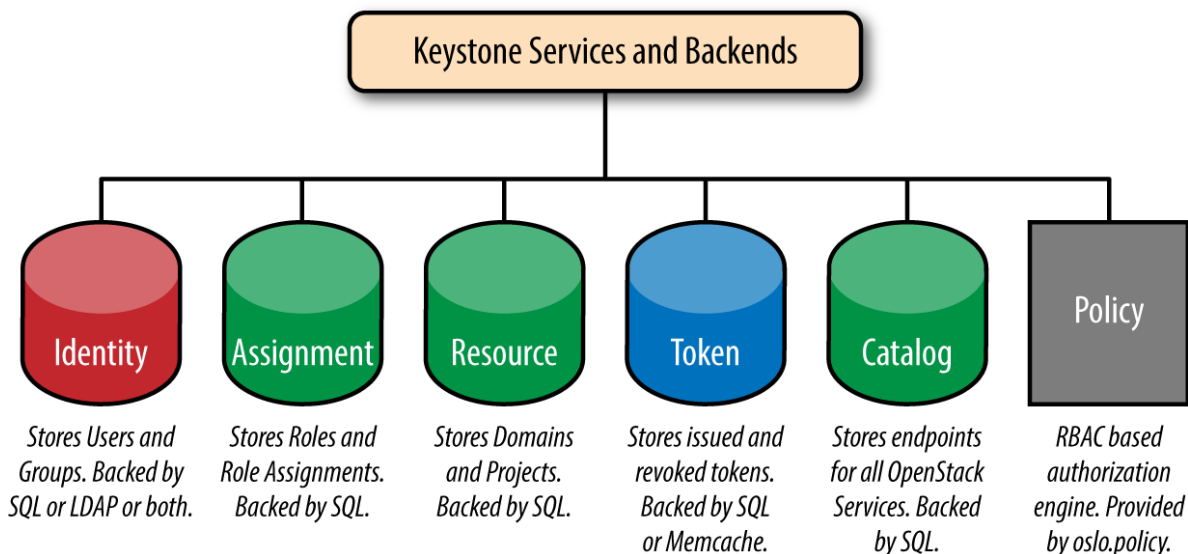 Keystone Services and Backends
Identity
Assignment
Resource
Token
Catalog
Policy
Stores Users and
Groups. Backed by
SQL or LDAP or both.
Stores Roles and
Role Assignments.
Backed by SQL.
Stores Domains
and Projects.
Backed by SQL.
Stores issued and
revoked tokens.
Backed by SQL
or Memcache.
Stores endpoints
for all OpenStack
Services. Backed
by SQL.
RBAC based
authorization
engine. Provided
by oslo.policy.